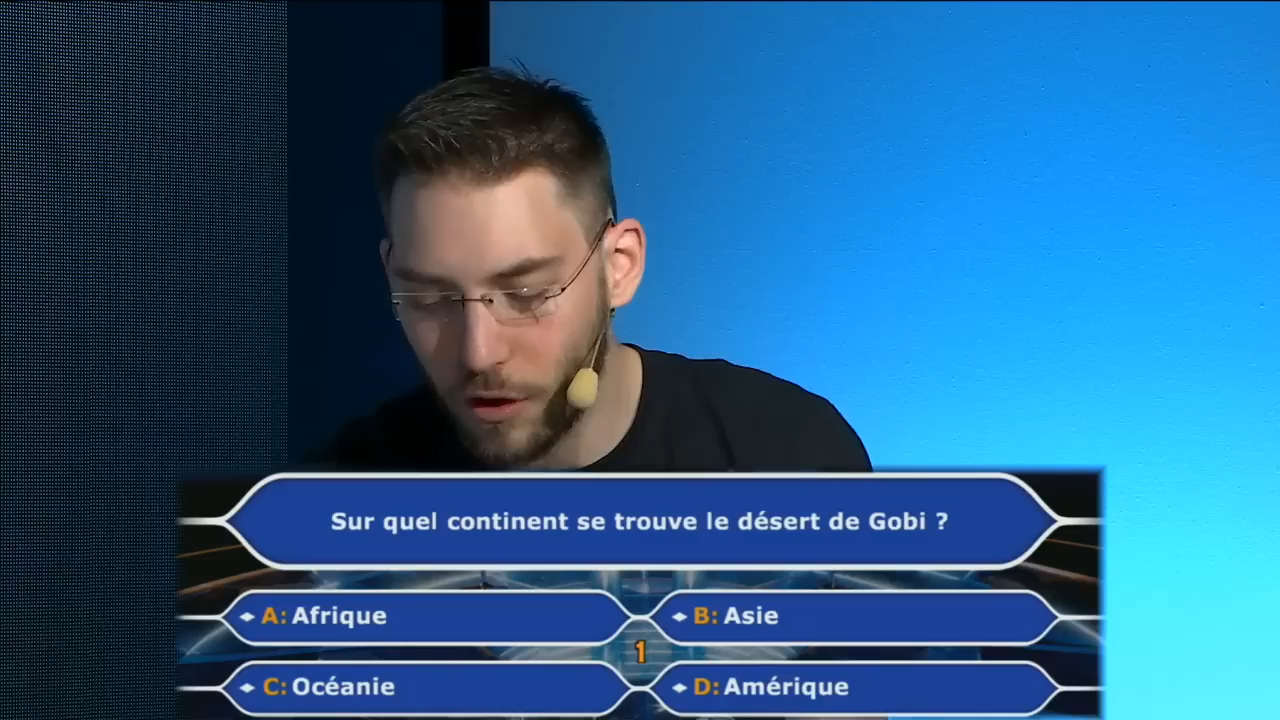 Sur quel continent se trouve le désert de Gobi ?
A: Afrique
B: Asie
1
C: Océanie
D: Amérique